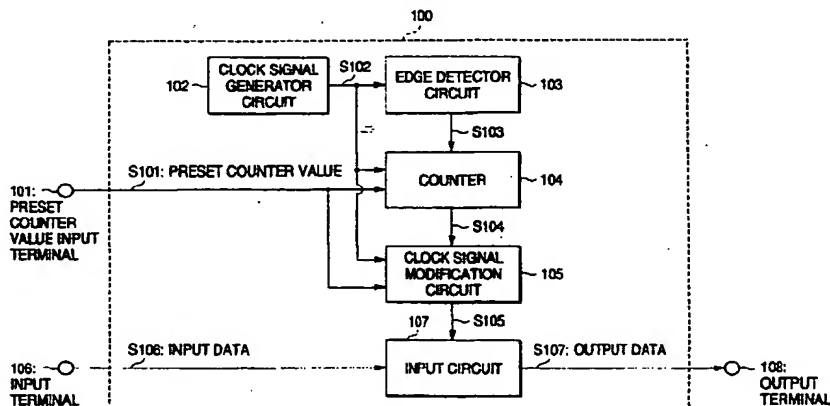 100
102
CLOCK SIGNAL
GENERATOR
CIRCUIT
S102
EDGE DETECTOR
CIRCUIT
103
S103
S101: PRESET COUNTER VALUE
101:
PRESET
COUNTER
VALUE INPUT
TERMINAL
COUNTER
104
S104
CLOCK SIGNAL
MODIFICATION
CIRCUIT
105
107
S105
S106: INPUT DATA
106:
INPUT
TERMINAL
INPUT CIRCUIT
S107: OUTPUT DATA
108:
OUTPUT
TERMINAL